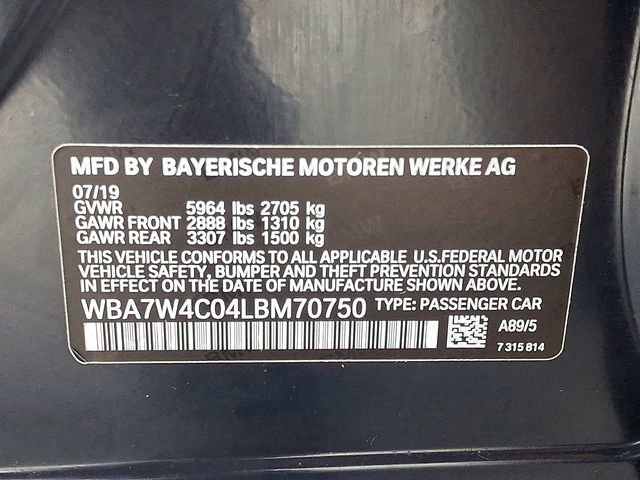 MFD BY BAYERISCHE MOTOREN WERKE AG
07/19
GVWR 5964 lbs 2705 kg
GAWR FRONT 2888 lbs 1310 kg
GAWR REAR 3307 lbs 1500 kg
THIS VEHICLE CONFORMS TO ALL APPLICABLE U.S.FEDERAL MOTOR
VEHICLE SAFETY, BUMPER AND THEFT PREVENTION STANDARDS
IN EFFECT ON THE DATE OF MANUFACTURE SHOWN ABOVE.
WBA7W4C04LBM70750 TYPE: PASSENGER CAR
A89/5
7 315 814